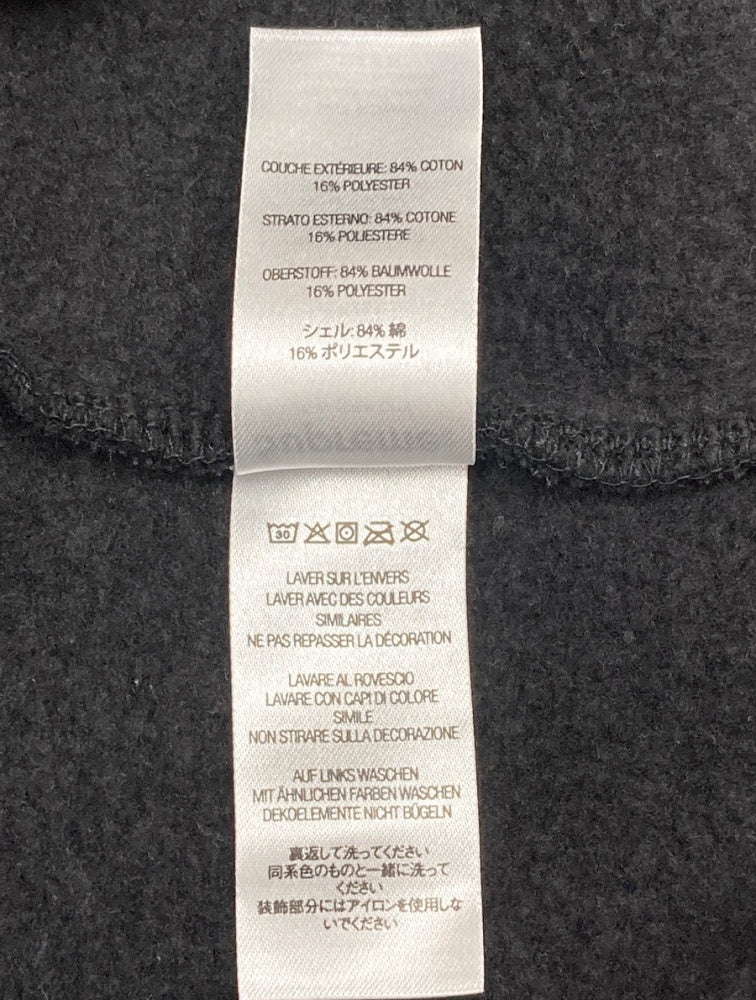 COUCHE EXTÉRIEURE: 84% COTON
16% POLYESTER
STRATO ESTERNO: 84% COTONE
16% POLIESTERE
OBERSTOFF: 84% BAUMWOLLE
16% POLYESTER
シェル: 84% 綿
16% ポリエステル
30
LAVER SUR L'ENVERS
LAVER AVEC DES COULEURS
SIMILAIRES
NE PAS REPASSER LA DÉCORATION
LAVARE AL ROVESCIO
LAVARE CON CAPI DI COLORE
SIMILE
NON STIRARE SULLA DECORAZIONE
AUF LINKS WASCHEN
MIT ÄHNLICHEN FARBEN WASCHEN
DEKOELEMENTE NICHT BÜGELN
裏返して洗ってください
同系色のものと一緒に洗って
ください
装飾部分にはアイロンを使用しな
いでください